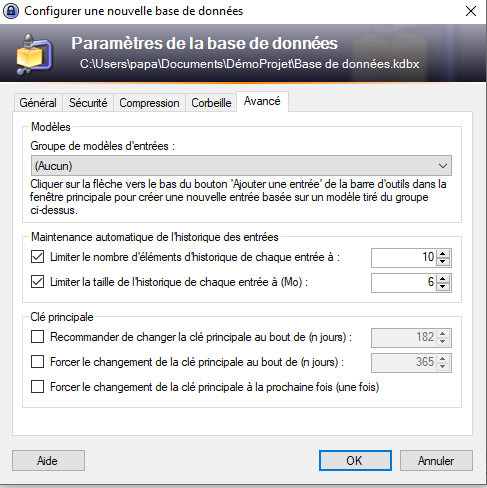 Configurer une nouvelle base de données
Paramètres de la base de données
C:\Users\papa\Documents\DémoProjet\Base de données.kdbx
Général
Sécurité
Compression
Corbeille
Avancé
Modèles
Groupe de modèles d'entrées :
(Aucun)
Cliquer sur la flèche vers le bas du bouton 'Ajouter une entrée' de la barre d'outils dans la
fenêtre principale pour créer une nouvelle entrée basée sur un modèle tiré du groupe
ci-dessus.
Maintenance automatique de l'historique des entrées
Limiter le nombre d'éléments d'historique de chaque entrée à :
10
Limiter la taille de l'historique de chaque entrée à (Mo) :
6
Clé principale
Recommander de changer la clé principale au bout de (n jours) :
182
Forcer le changement de la clé principale au bout de (n jours) :
365
Forcer le changement de la clé principale à la prochaine fois (une fois)
Aide
OK
Annuler